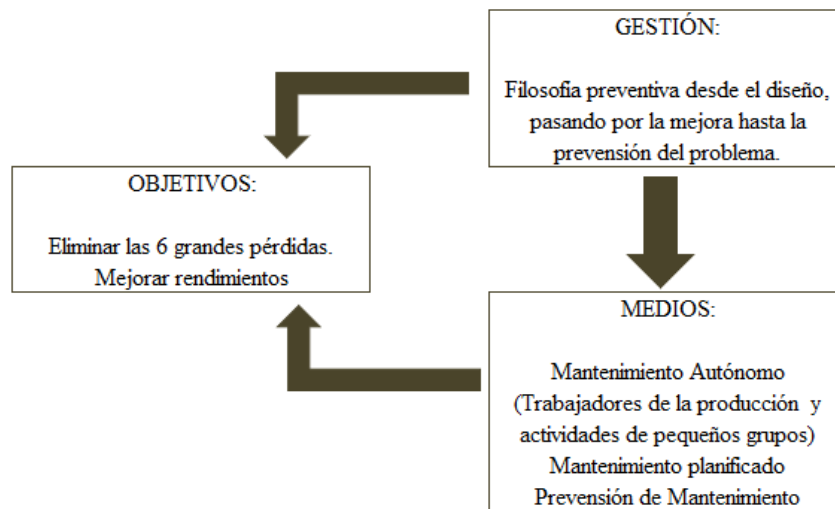 GESTIÓN:
Filosofía preventiva desde el diseño,
pasando por la mejora hasta la
prevención del problema.
OBJETIVOS:
Eliminar las 6 grandes pérdidas.
Mejorar rendimientos
MEDIOS:
Mantenimiento Autónomo
(Trabajadores de la producción y
actividades de pequeños grupos)
Mantenimiento planificado
Prevención de Mantenimiento